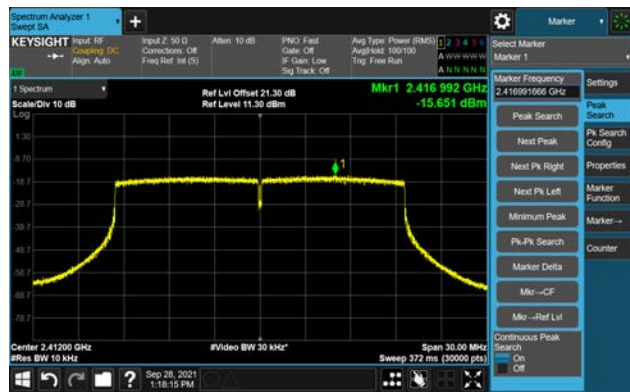 Spectrum Analyzer 1
Swept SA
Marker
KEYSIGHT
Input: RF
Coupling: DC
Align: Auto
Input Z: 50 Ω
Corrections: Off
Freq Ref: Int (S)
Atten: 10 dB
PNO: Fast
Gate: Off
IF Gain: Low
Sig Track: Off
Avg Type: Power (RMS)
Avg|Hold: 100/100
Trig: Free Run
1 2 3 4 5 6
A W W W W W
A N N N N N
Select Marker
Marker 1
1 Spectrum
Scale/Div 10 dB
Log
Ref Lvl Offset 21.30 dB
Ref Level 11.30 dBm
Mkr1 2.416 992 GHz
-15.651 dBm
1.30
-8.70
-18.7
-28.7
-38.7
-48.7
-58.7
-68.7
-78.7
1
Center 2.41200 GHz
#Res BW 10 kHz
#Video BW 30 kHz*
Span 30.00 MHz
Sweep 372 ms (30000 pts)
Marker Frequency
2.416991666 GHz
Peak Search
Next Peak
Next Pk Right
Next Pk Left
Minimum Peak
Pk-Pk Search
Marker Delta
Mkr→CF
Mkr→Ref Lvl
Continuous Peak
Search
On
Off
Settings
Peak
Search
Pk Search
Config
Properties
Marker
Function
Marker→
Counter
?
Sep 28, 2021
1:18:15 PM